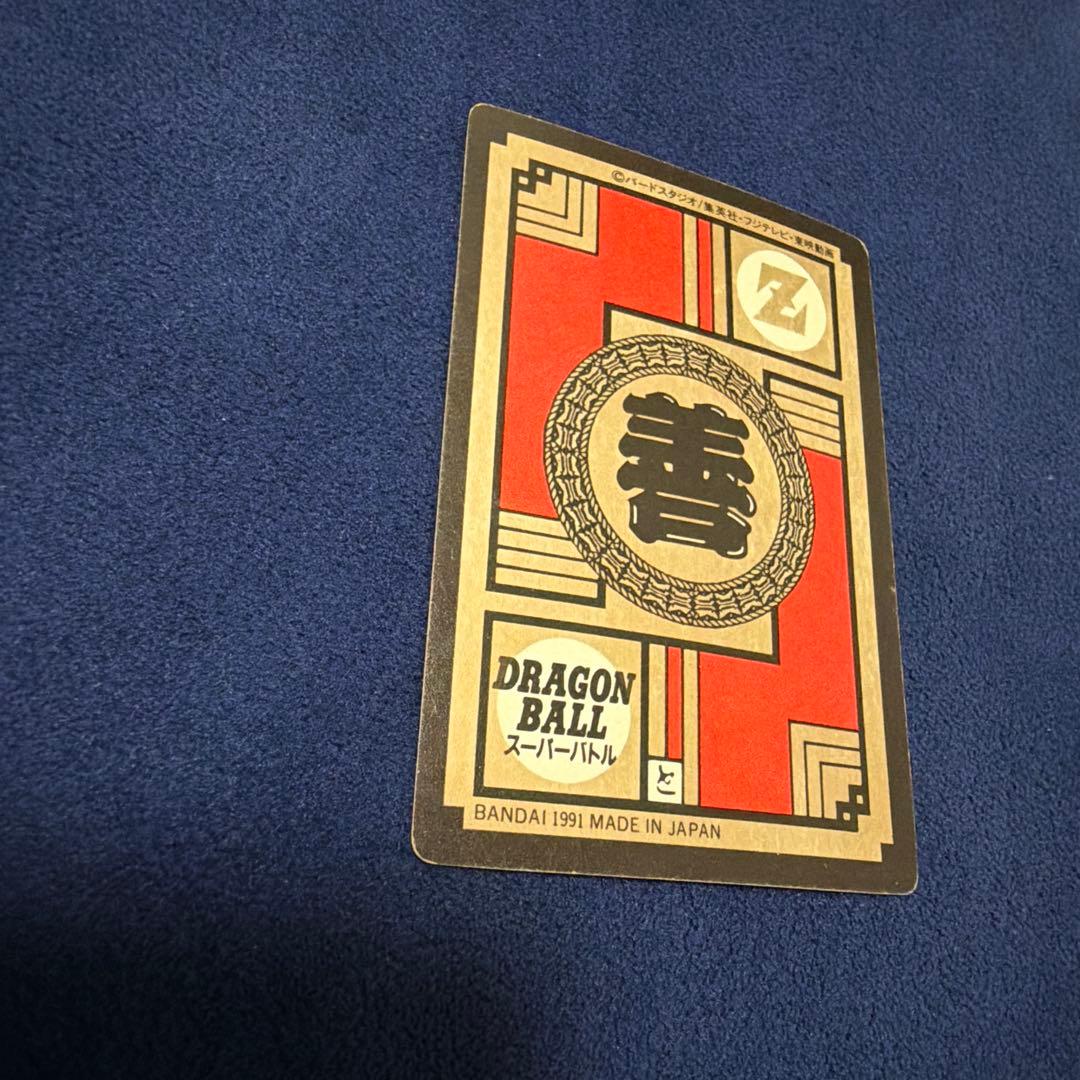 ©バードスタジオ/集英社・フジテレビ・東映動画
Z
善
DRAGON
BALL
スーパーバトル
と
BANDAI 1991 MADE IN JAPAN